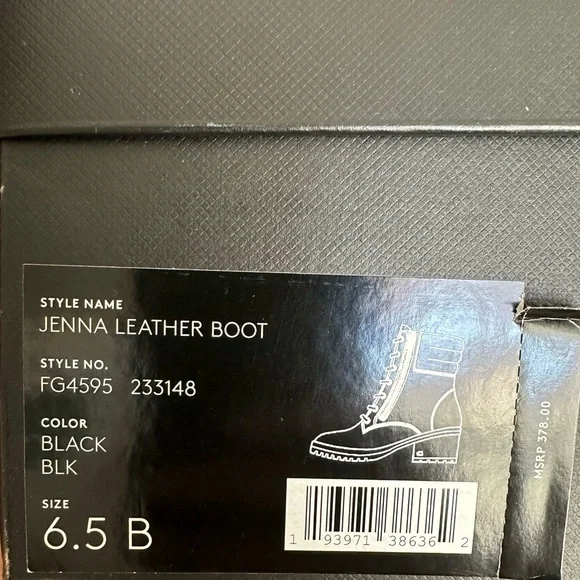 STYLE NAME
JENNA LEATHER BOOT
STYLE NO.
FG4595 233148
COLOR
BLACK
BLK
SIZE
6.5 B
1 93971 38636 2
MSRP 378.00